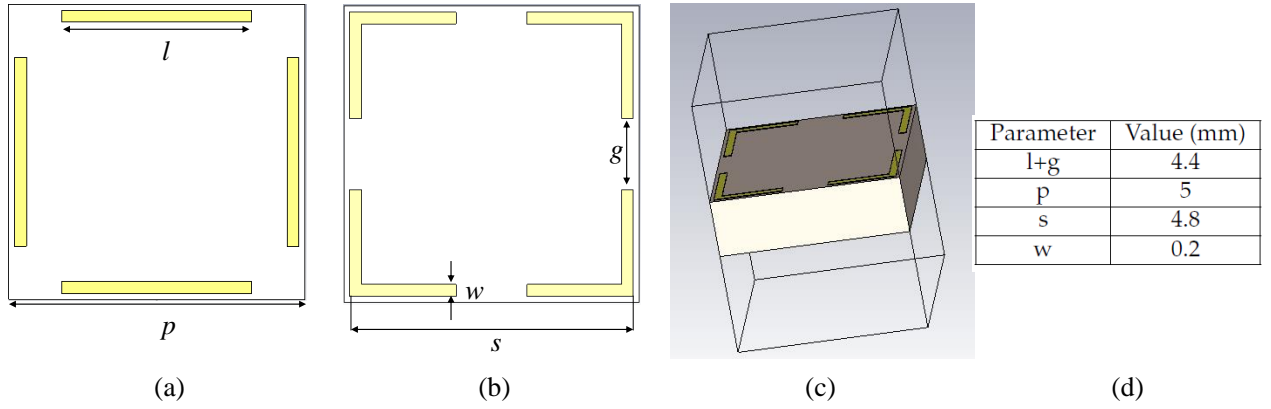 l
p
(a)
g
w
s
(b)
(c)
Parameter Value (mm)
l+g 4.4
p 5
s 4.8
w 0.2
(d)